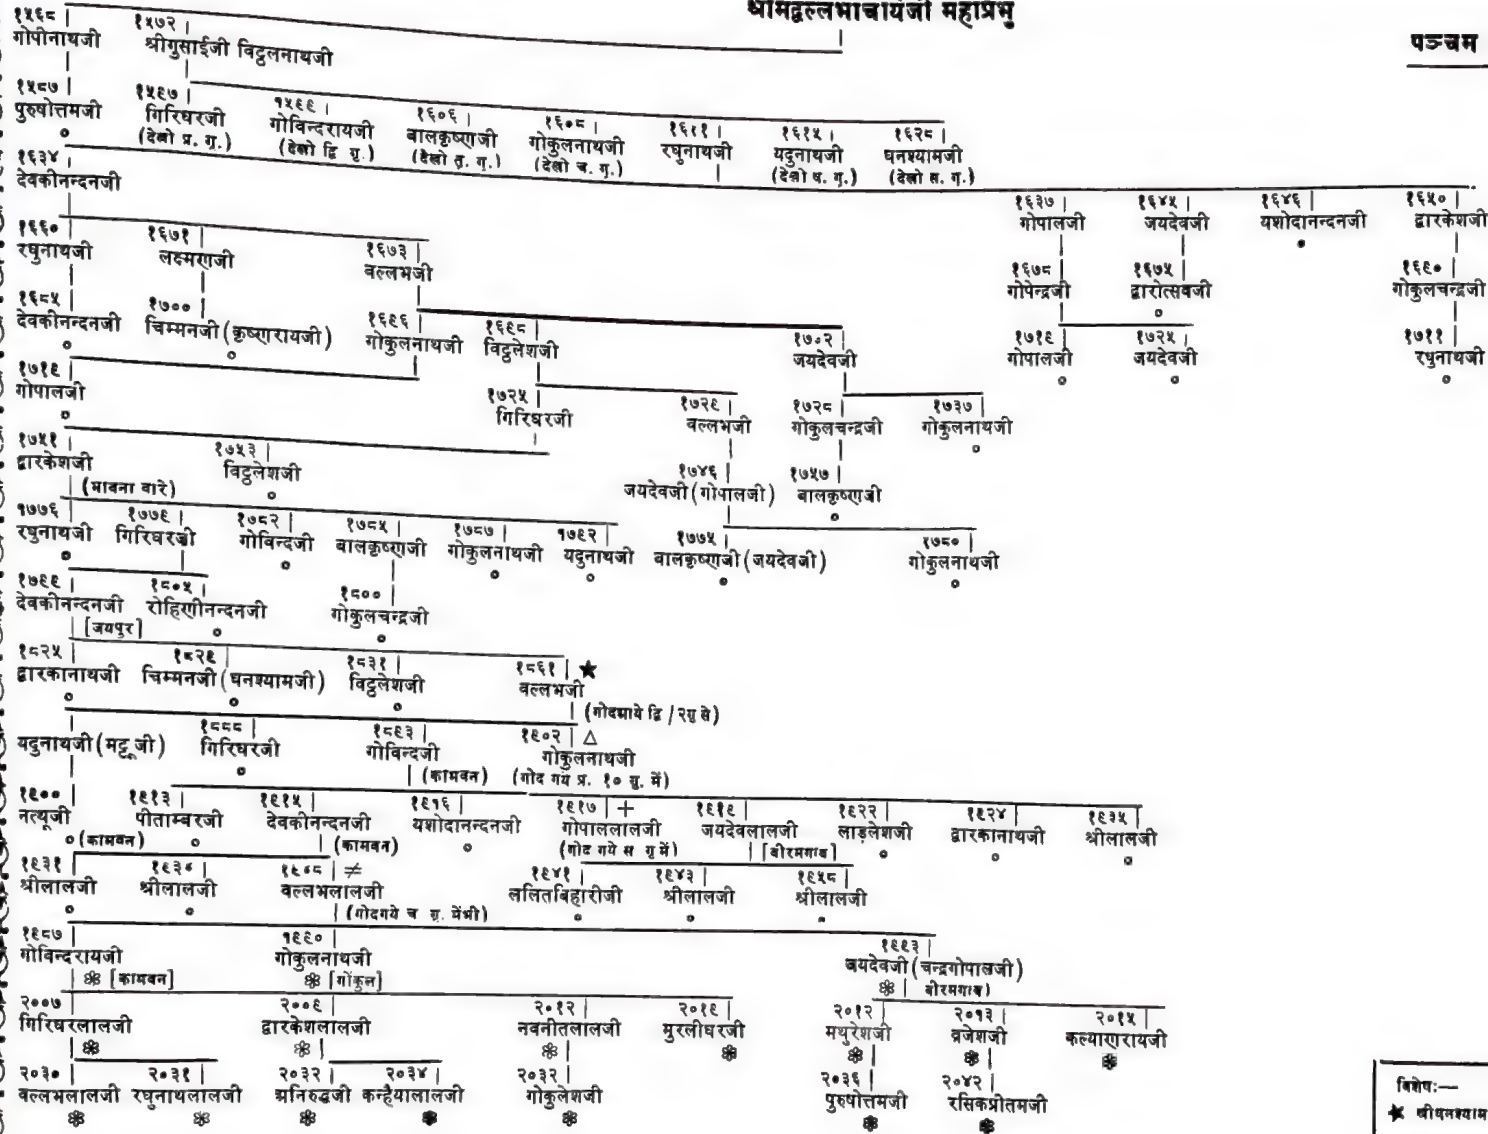 श्रीमद्वल्लभाचार्यजी महाप्रभु
पञ्चम
१५६८ १५७२
गोपीनाथजी श्रीगुसाईजी विट्ठलनाथजी
१५८७ १५९७ १५९९ १६०६ १६०८ १६११ १६१५ १६२८
पुरुषोत्तमजी गिरिधरजी गोविन्दरायजी बालकृष्णजी गोकुलनाथजी रघुनाथजी यदुनाथजी घनश्यामजी
(देखो प्र. गृ.) (देखो द्वि गृ.) (देखो तृ. गृ.) (देखो च. गृ.) (देखो ष. गृ.) (देखो स. गृ.)
१६३४ १६३७ १६४५ १६४६ १६५०
देवकीनन्दनजी गोपालजी जयदेवजी यशोदानन्दनजी द्वारकेशजी
१६६० १६७१ १६७३ १६७८ १६७५ १६९०
रघुनाथजी लक्ष्मणजी वल्लभजी गोपेन्द्रजी द्वारोत्सवजी गोकुलचन्द्रजी
१६८५ १७०० १६९६ १६९८ १७०२ १७१९ १७२५ १७११
देवकीनन्दनजी चिम्मनजी (कृष्णरायजी) गोकुलनाथजी विट्ठलेशजी जयदेवजी गोपालजी जयदेवजी रघुनाथजी
१७१९ १७२५ १७२९ १७२८ १७३७
गोपालजी गिरिधरजी वल्लभजी गोकुलचन्द्रजी गोकुलनाथजी
१७५१ १७५३ १७४६ १७५७
द्वारकेशजी विट्ठलेशजी जयदेवजी (गोपालजी) बालकृष्णजी
(भावना वारे)
१७७६ १७७९ १७८२ १७८५ १७८७ १७९२ १७७५ १७८०
रघुनाथजी गिरिधरजी गोविन्दजी बालकृष्णजी गोकुलनाथजी यदुनाथजी बालकृष्णजी (जयदेवजी) गोकुलनाथजी
१७९९ १८०५ १८००
देवकीनन्दनजी रोहिणीनन्दनजी गोकुलचन्द्रजी
[जयपुर]
१८२५ १८२९ १८३१ १८६१ ★
द्वारकानाथजी चिम्मनजी (घनश्यामजी) विट्ठलेशजी वल्लभजी
(गोदआये द्वि / २गृ से)
१८८८ १८९३ १९०२ △
यदुनाथजी (मट्टूजी) गिरिधरजी गोविन्दजी गोकुलनाथजी
(कामवन) (गोद गये प्र. १० गृ. में)
१९०० १९१३ १९१५ १९१६ १९१७ + १९१९ १९२२ १९२४ १९३५
नत्थूजी पीताम्बरजी देवकीनन्दनजी यशोदानन्दनजी गोपाललालजी जयदेवलालजी लाड़लेशजी द्वारकानाथजी श्रीलालजी
(कामवन) (कामवन) (गोद गये स गृ में) [वीरमगांव]
१९३१ ≠ १९४१ १९४३ १९५८
श्रीलालजी श्रीलालजी वल्लभलालजी ललितबिहारीजी श्रीलालजी श्रीलालजी
(गोदगये च गृ. मेंभी)
१९८७ १९९० १९९३
गोविन्दरायजी गोकुलनाथजी जयदेवजी (चन्द्रगोपालजी)
[कामवन] [गोकुल] वीरमगांव)
२००७ २००९ २०१२ २०१९ २०१२ २०१३ २०१५
गिरिधरलालजी द्वारकेशलालजी नवनीतलालजी मुरलीधरजी मथुरेशजी व्रजेशजी कल्याणरायजी
२०३० २०३१ २०३२ २०३४ २०३२ २०३६ २०४२
वल्लभलालजी रघुनाथलालजी अनिरुद्धजी कन्हैयालालजी गोकुलेशजी पुरुषोत्तमजी रसिकप्रीतमजी
विशेष:—
★ श्रीघनश्याम